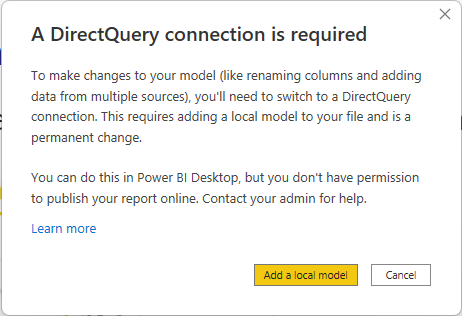 A DirectQuery connection is required
To make changes to your model (like renaming columns and adding
data from multiple sources), you'll need to switch to a DirectQuery
connection. This requires adding a local model to your file and is a
permanent change.
You can do this in Power BI Desktop, but you don't have permission
to publish your report online. Contact your admin for help.
Learn more
Add a local model
Cancel